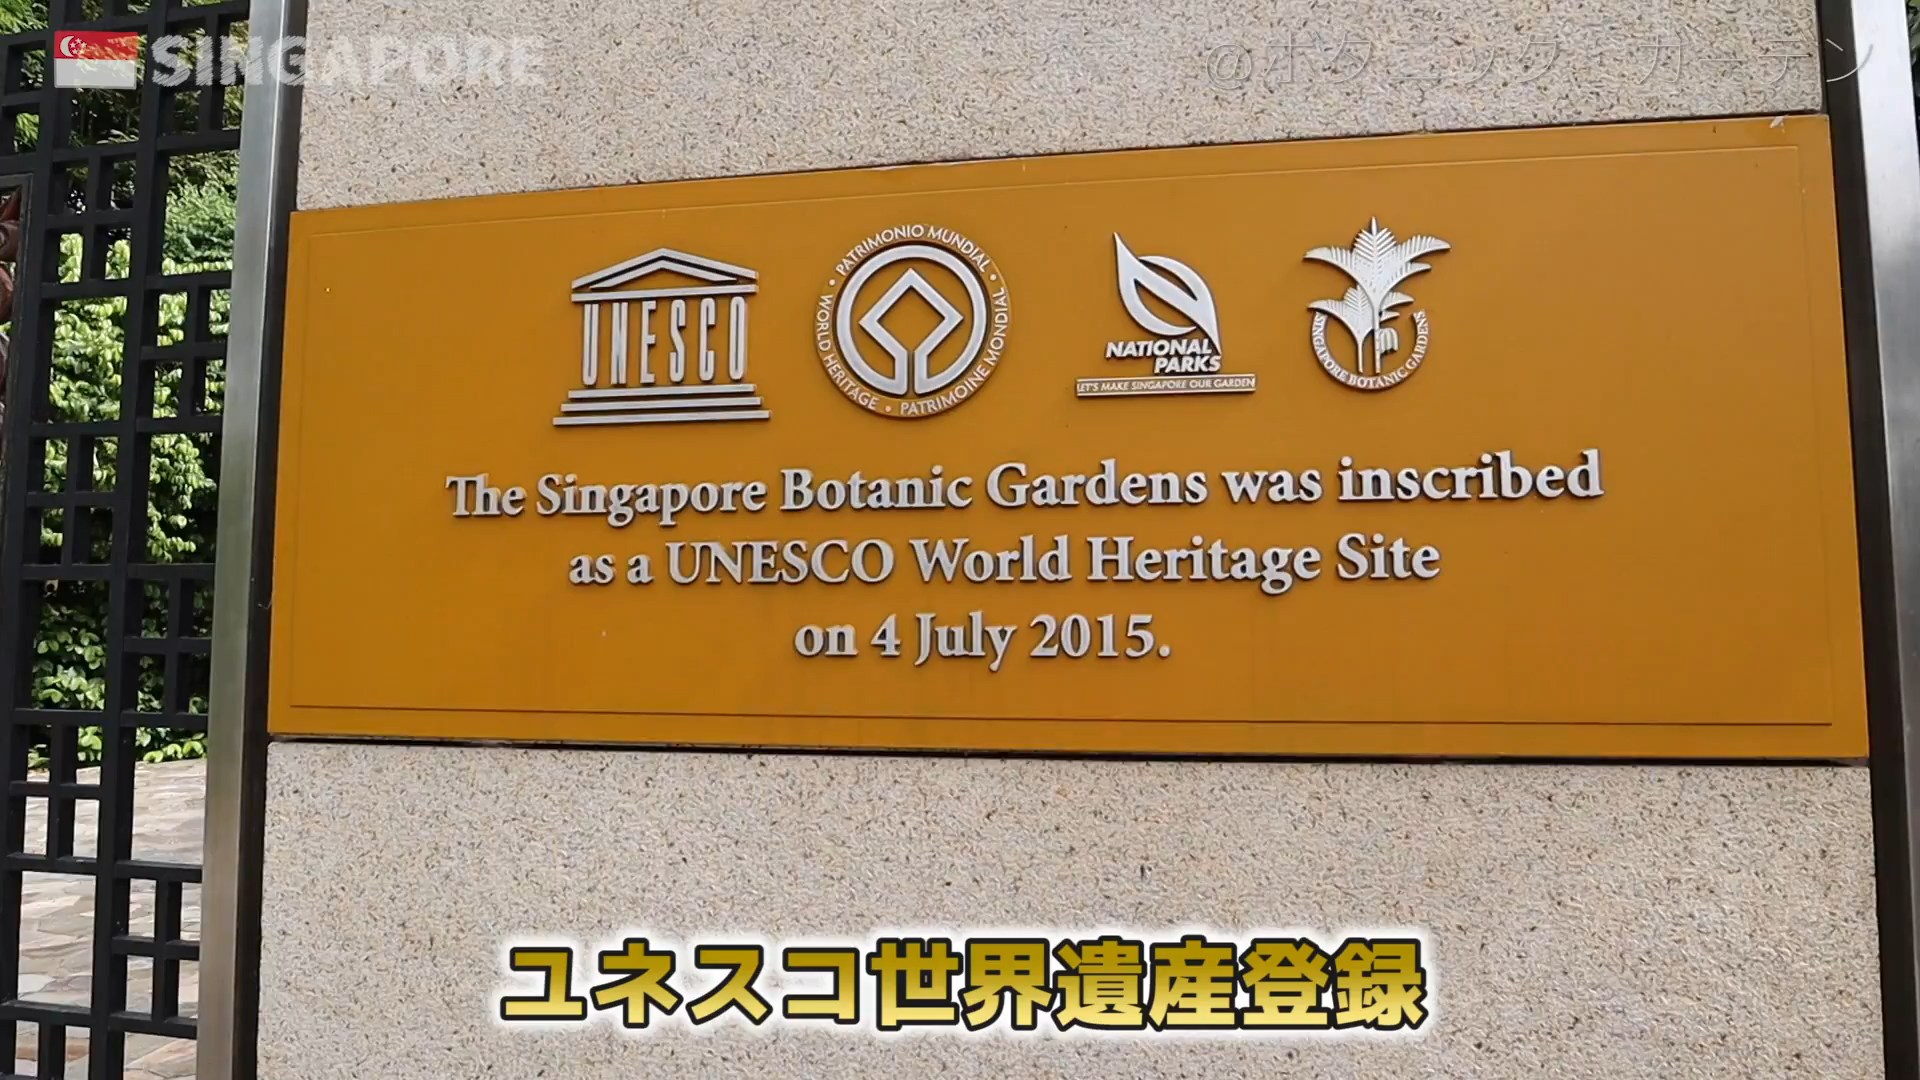 SINGAPORE
@ボタニック・ガーデン
UNESCO
PATRIMONIO MUNDIAL • WORLD HERITAGE • PATRIMOINE MONDIAL •
NATIONAL
PARKS
LET'S MAKE SINGAPORE OUR GARDEN
SINGAPORE BOTANIC GARDENS
The Singapore Botanic Gardens was inscribed
as a UNESCO World Heritage Site
on 4 July 2015.
ユネスコ世界遺産登録